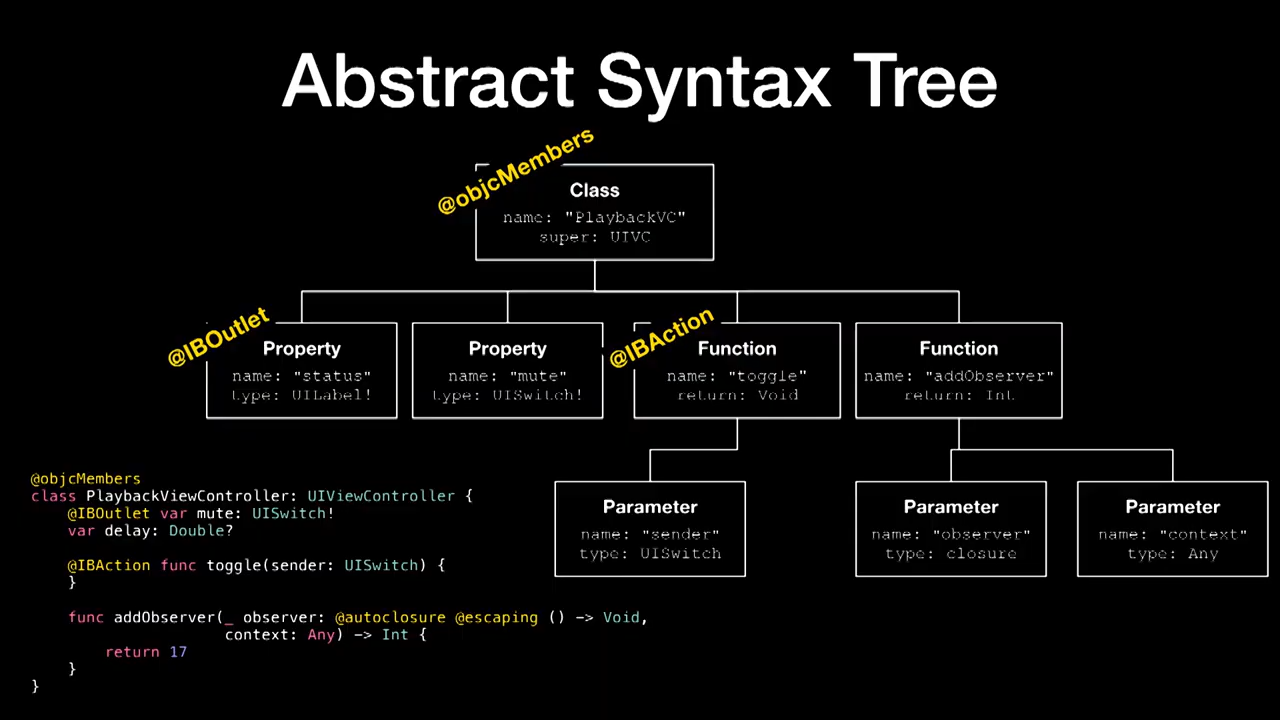 Abstract Syntax Tree
@objcMembers
Class
name: "PlaybackVC"
super: UIVC
@IBOutlet
Property
name: "status"
type: UILabel!
Property
name: "mute"
type: UISwitch!
@IBAction
Function
name: "toggle"
return: Void
Function
name: "addObserver"
return: Int
Parameter
name: "sender"
type: UISwitch
Parameter
name: "observer"
type: closure
Parameter
name: "context"
type: Any
@objcMembers
class PlaybackViewController: UIViewController {
@IBOutlet var mute: UISwitch!
var delay: Double?
@IBAction func toggle(sender: UISwitch) {
}
func addObserver(_ observer: @autoclosure @escaping () -> Void,
context: Any) -> Int {
return 17
}
}